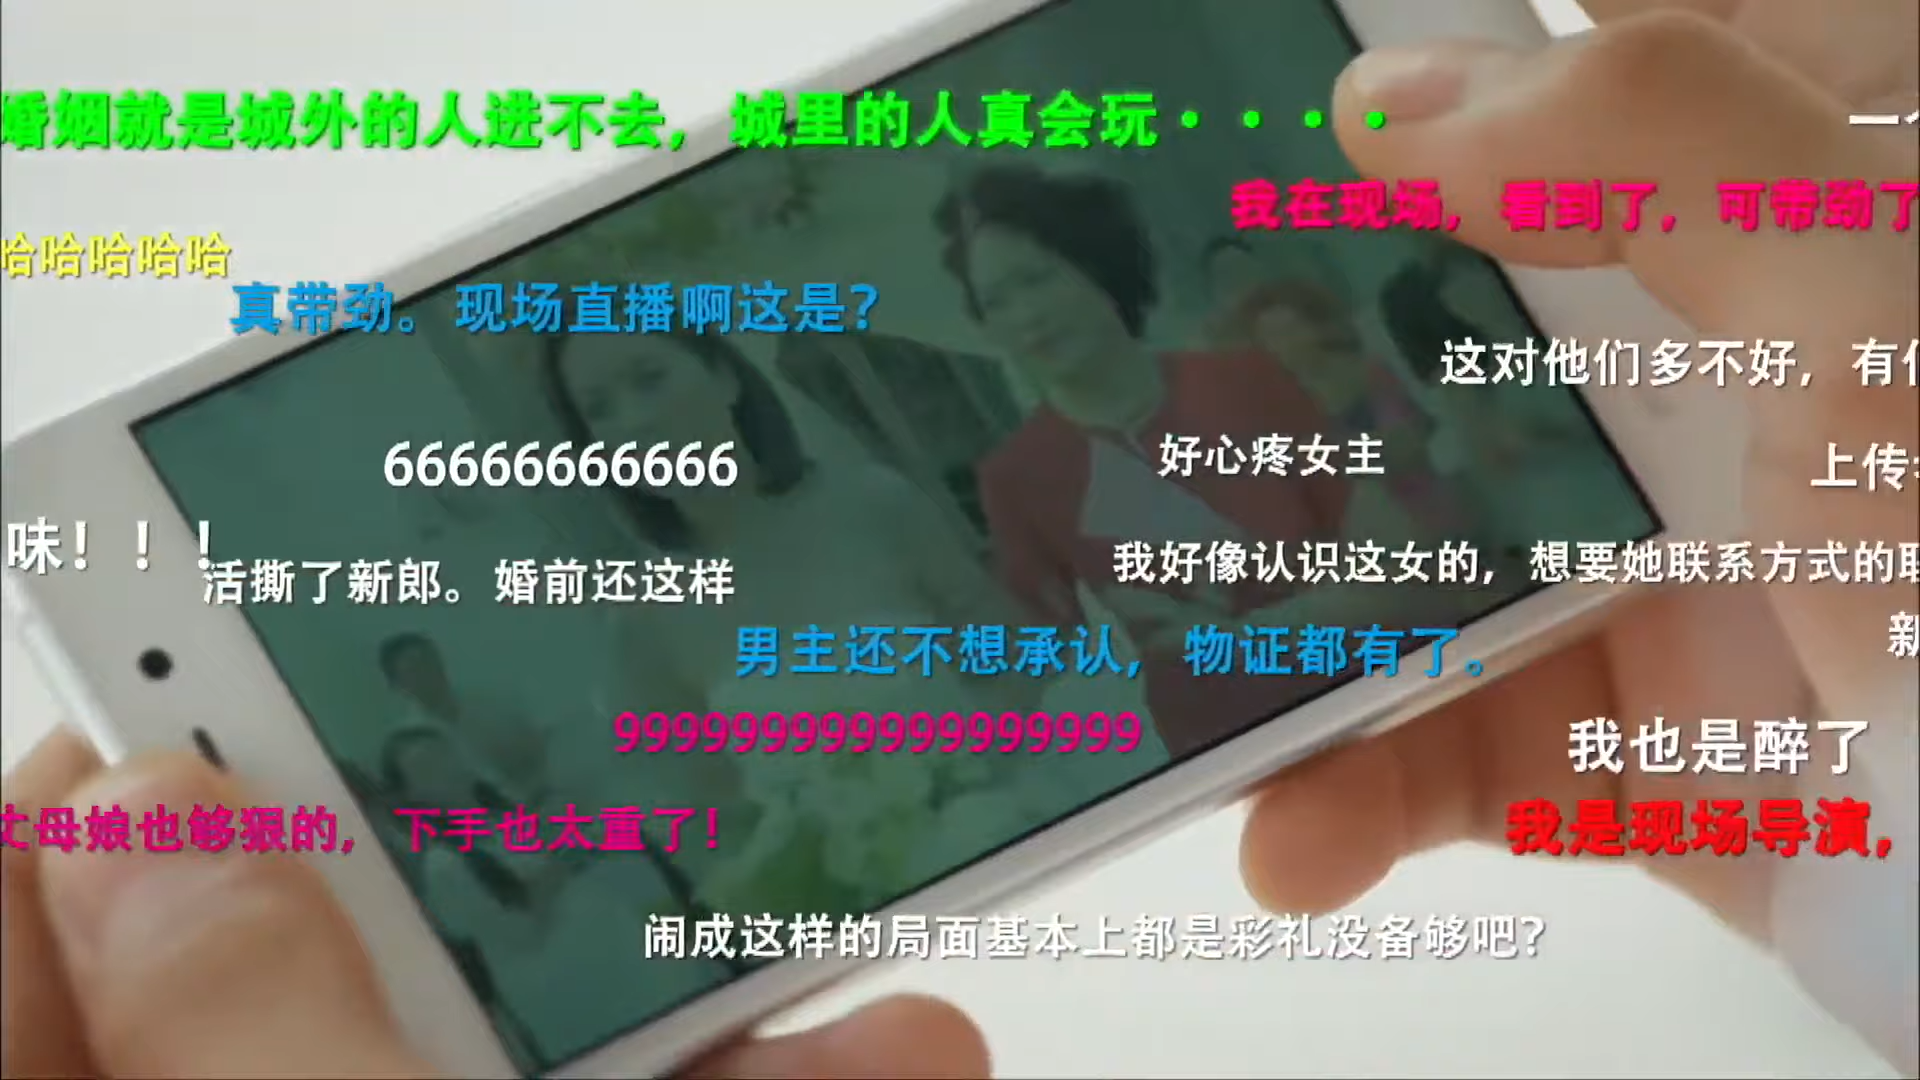 婚姻就是城外的人进不去，城里的人真会玩····
我在现场，看到了，可带劲了
哈哈哈哈哈
真带劲。现场直播啊这是？
这对他们多不好，有
66666666666
好心疼女主
上传
味！！！
活撕了新郎。婚前还这样
我好像认识这女的，想要她联系方式的联
男主还不想承认，物证都有了。
新
999999999999999999
我也是醉了
丈母娘也够狠的，下手也太重了！
我是现场导演，
闹成这样的局面基本上都是彩礼没备够吧？